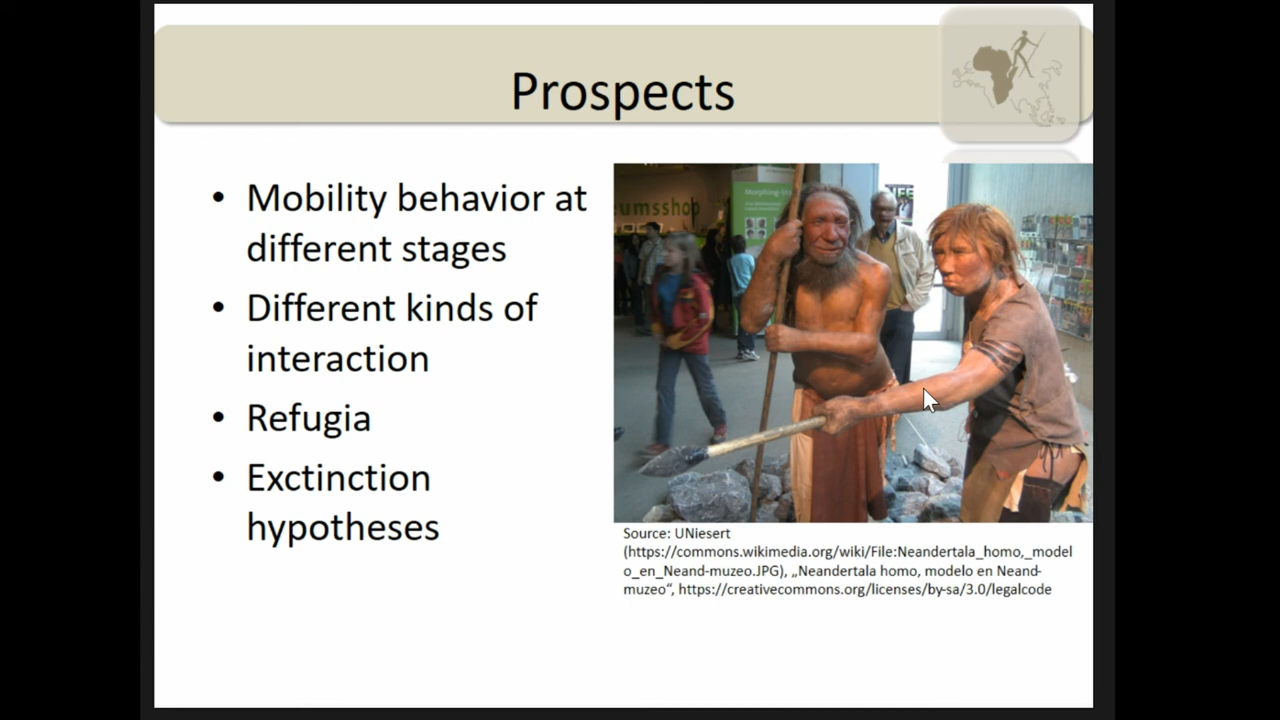 Prospects
• Mobility behavior at
different stages
• Different kinds of
interaction
• Refugia
• Exctinction
hypotheses
umsshop
Source: UNiesert
(https://commons.wikimedia.org/wiki/File:Neandertala_homo,_model
o_en_Neand-muzeo.JPG), „Neandertala homo, modelo en Neand-
muzeo“, https://creativecommons.org/licenses/by-sa/3.0/legalcode